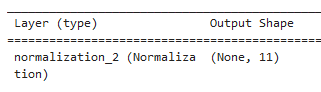 Layer (type) Output Shape
normalization_2 (Normaliza (None, 11)
tion)